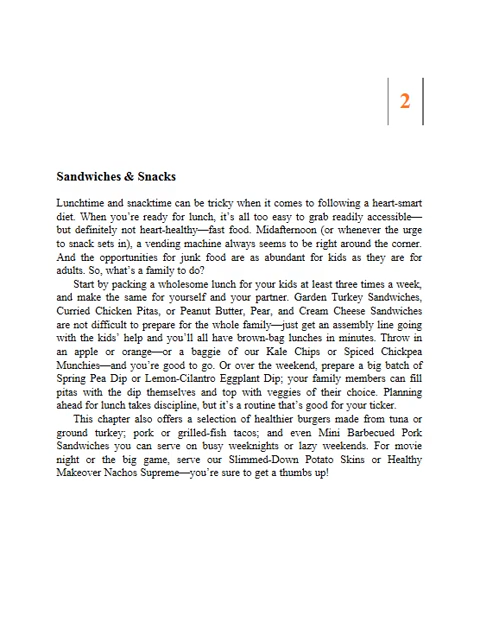 2
Sandwiches & Snacks
Lunchtime and snacktime can be tricky when it comes to following a heart-smart
diet. When you’re ready for lunch, it’s all too easy to grab readily accessible—
but definitely not heart-healthy—fast food. Midafternoon (or whenever the urge
to snack sets in), a vending machine always seems to be right around the corner.
And the opportunities for junk food are as abundant for kids as they are for
adults. So, what’s a family to do?
Start by packing a wholesome lunch for your kids at least three times a week,
and make the same for yourself and your partner. Garden Turkey Sandwiches,
Curried Chicken Pitas, or Peanut Butter, Pear, and Cream Cheese Sandwiches
are not difficult to prepare for the whole family—just get an assembly line going
with the kids’ help and you’ll all have brown-bag lunches in minutes. Throw in
an apple or orange—or a baggie of our Kale Chips or Spiced Chickpea
Munchies—and you’re good to go. Or over the weekend, prepare a big batch of
Spring Pea Dip or Lemon-Cilantro Eggplant Dip; your family members can fill
pitas with the dip themselves and top with veggies of their choice. Planning
ahead for lunch takes discipline, but it’s a routine that’s good for your ticker.
This chapter also offers a selection of healthier burgers made from tuna or
ground turkey; pork or grilled-fish tacos; and even Mini Barbecued Pork
Sandwiches you can serve on busy weeknights or lazy weekends. For movie
night or the big game, serve our Slimmed-Down Potato Skins or Healthy
Makeover Nachos Supreme—you’re sure to get a thumbs up!